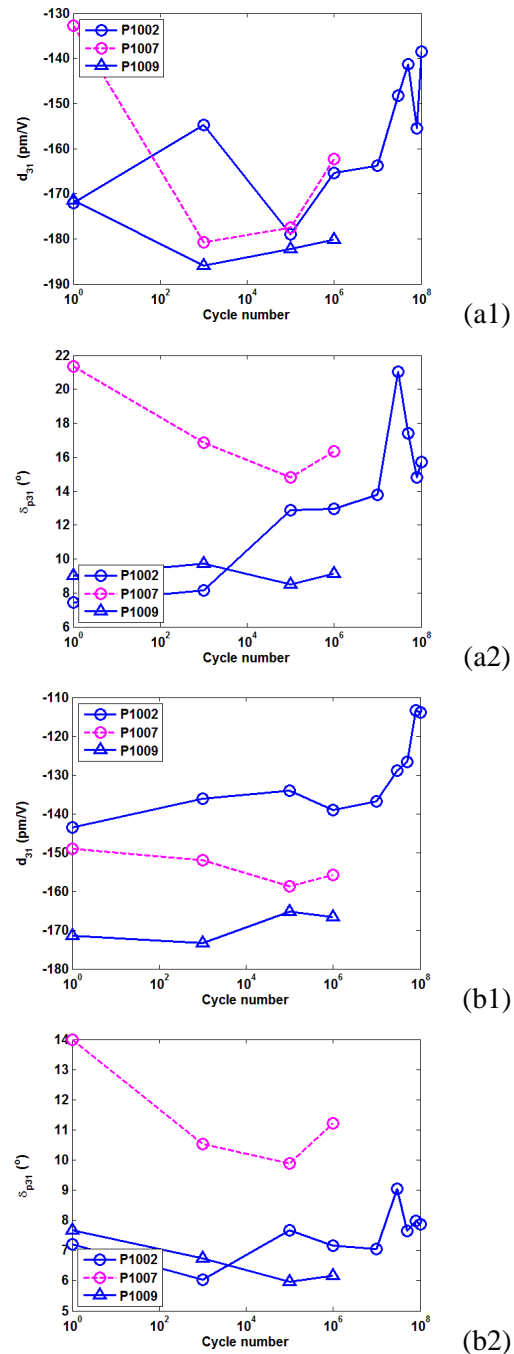 -130
-140
-150
-160
-170
-180
-190
d31 (pm/V)
P1002
P1007
P1009
10^0 10^2 10^4 10^6 10^8
Cycle number
(a1)
22
20
18
16
14
12
10
8
6
δp31 (°)
P1002
P1007
P1009
10^0 10^2 10^4 10^6 10^8
Cycle number
(a2)
-110
-120
-130
-140
-150
-160
-170
-180
d31 (pm/V)
P1002
P1007
P1009
10^0 10^2 10^4 10^6 10^8
Cycle number
(b1)
14
13
12
11
10
9
8
7
6
5
δp31 (°)
P1002
P1007
P1009
10^0 10^2 10^4 10^6 10^8
Cycle number
(b2)